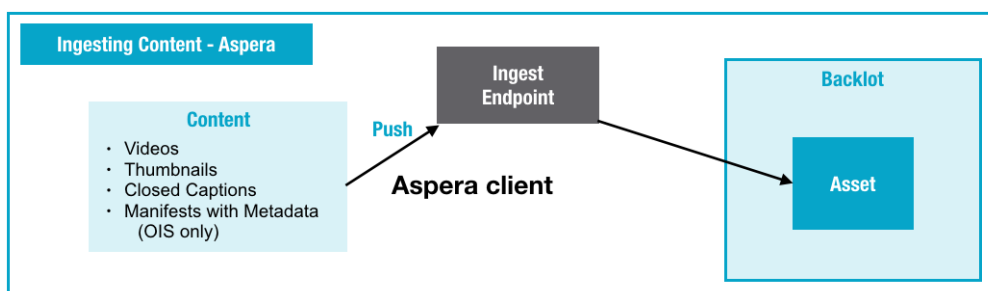 Ingesting Content - Aspera
Ingest
Endpoint
Backlot
Content
Push
• Videos
• Thumbnails
• Closed Captions
• Manifests with Metadata
(OIS only)
Aspera client
Asset